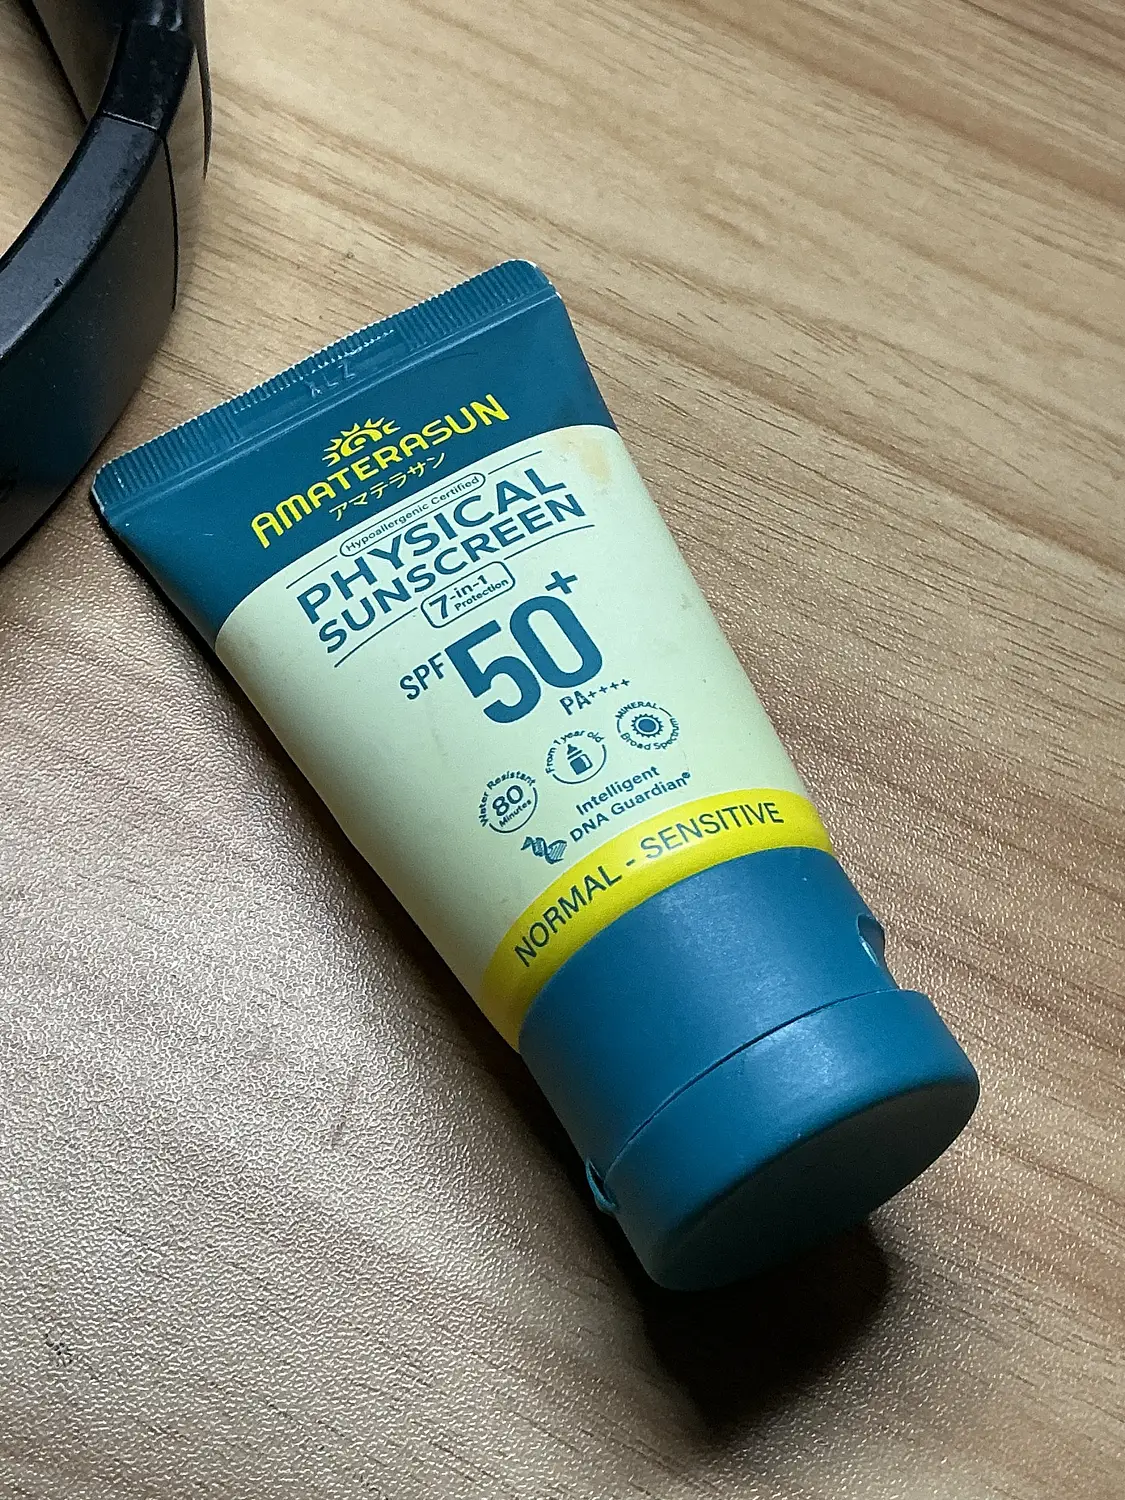 AMATERASUN
アマテラサン
Hypoallergenic Certified
PHYSICAL
SUNSCREEN
7-in-1
Protection
SPF 50+
PA++++
Water Resistant
80
Minutes
From 1 year old
MINERAL
Broad Spectrum
Intelligent
DNA Guardian®
NORMAL - SENSITIVE